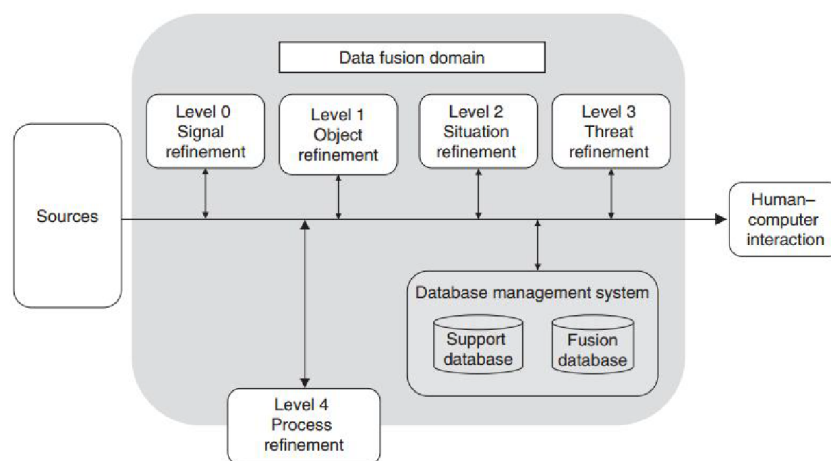 Data fusion domain
Level 0
Signal
refinement
Level 1
Object
refinement
Level 2
Situation
refinement
Level 3
Threat
refinement
Sources
Human–
computer
interaction
Database management system
Support
database
Fusion
database
Level 4
Process
refinement